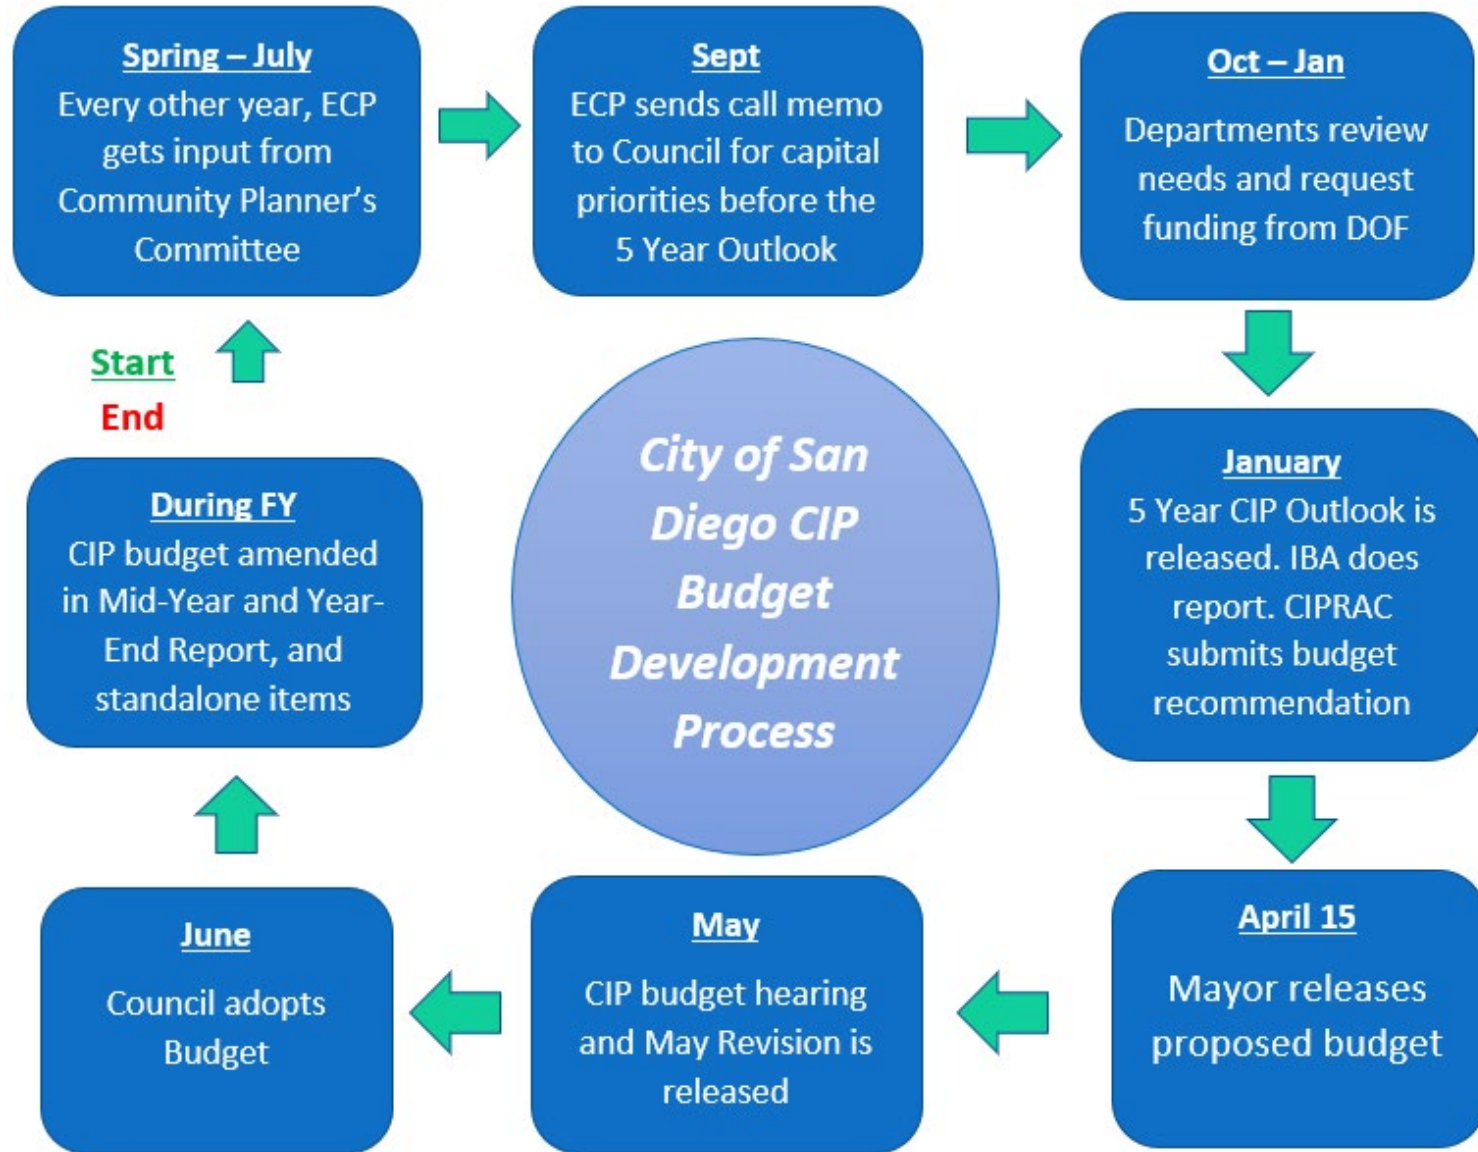 Spring – July
Every other year, ECP
gets input from
Community Planner’s
Committee
Sept
ECP sends call memo
to Council for capital
priorities before the
5 Year Outlook
Oct – Jan
Departments review
needs and request
funding from DOF
January
5 Year CIP Outlook is
released. IBA does
report. CIPRAC
submits budget
recommendation
April 15
Mayor releases
proposed budget
May
CIP budget hearing
and May Revision is
released
June
Council adopts
Budget
During FY
CIP budget amended
in Mid-Year and Year-
End Report, and
standalone items
Start
End
City of San
Diego CIP
Budget
Development
Process